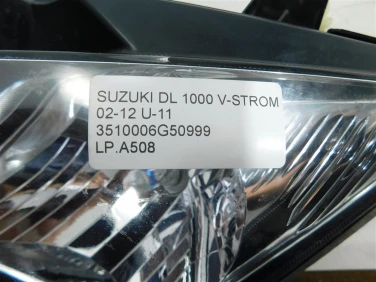 SUZUKI DL 1000 V-STROM
02-12 U-11
3510006G50999
LP.A508